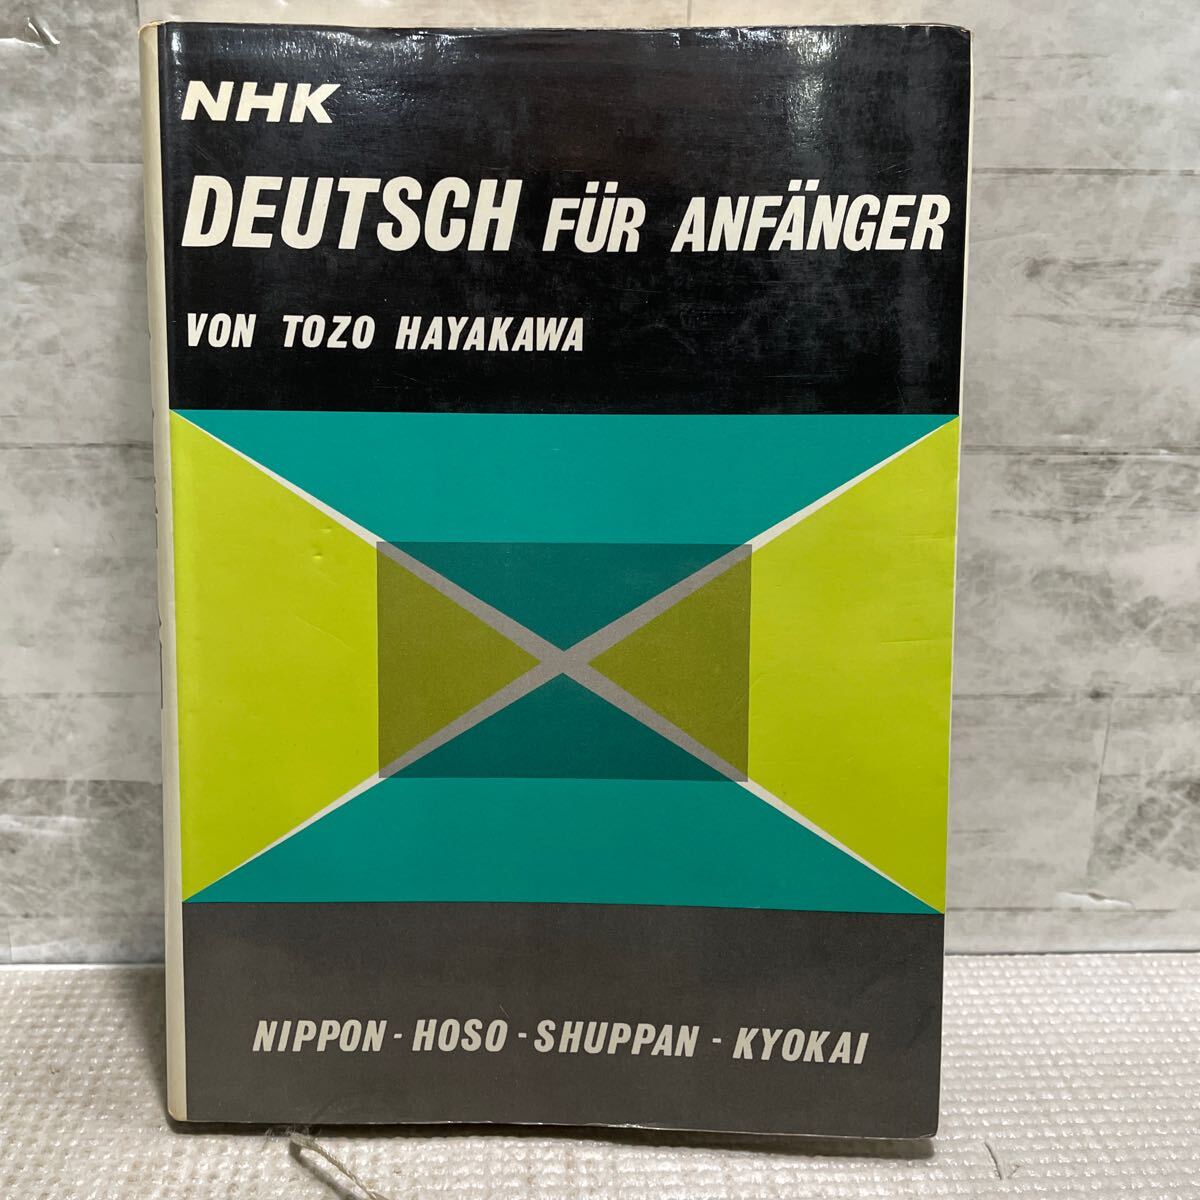 NHK
DEUTSCH FÜR ANFÄNGER
VON TOZO HAYAKAWA
NIPPON - HOSO - SHUPPAN - KYOKAI